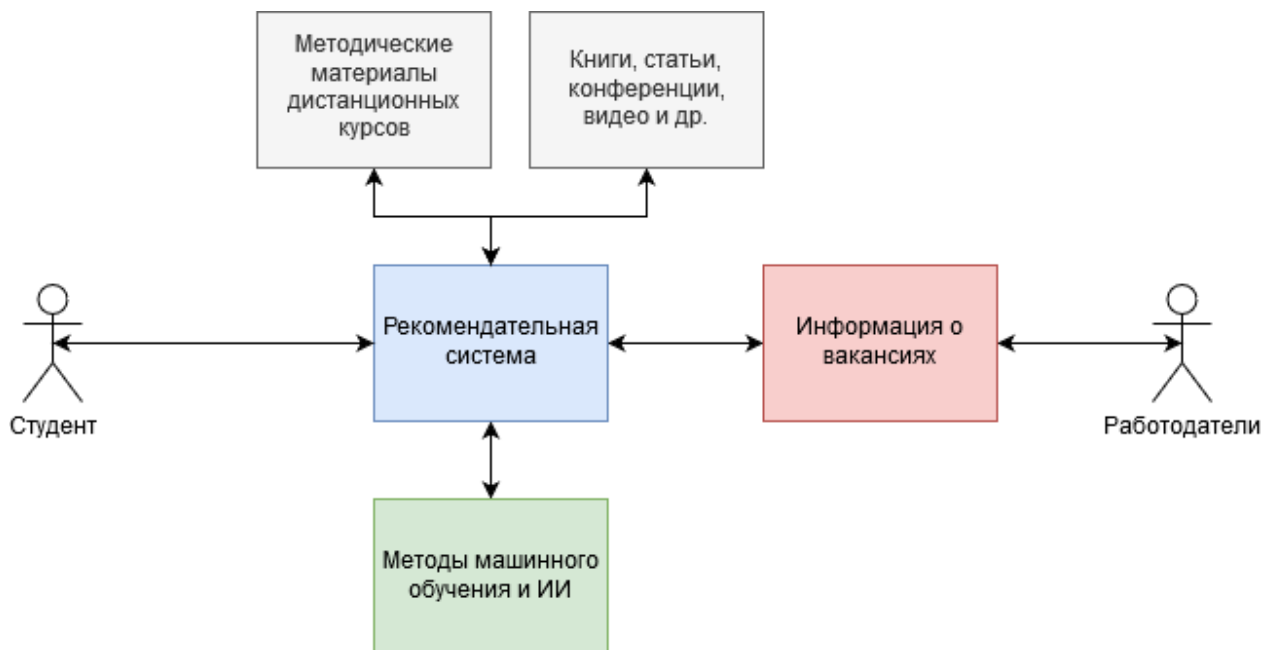 Методические
материалы
дистанционных
курсов
Книги, статьи,
конференции,
видео и др.
Рекомендательная
система
Информация о
вакансиях
Студент
Работодатели
Методы машинного
обучения и ИИ